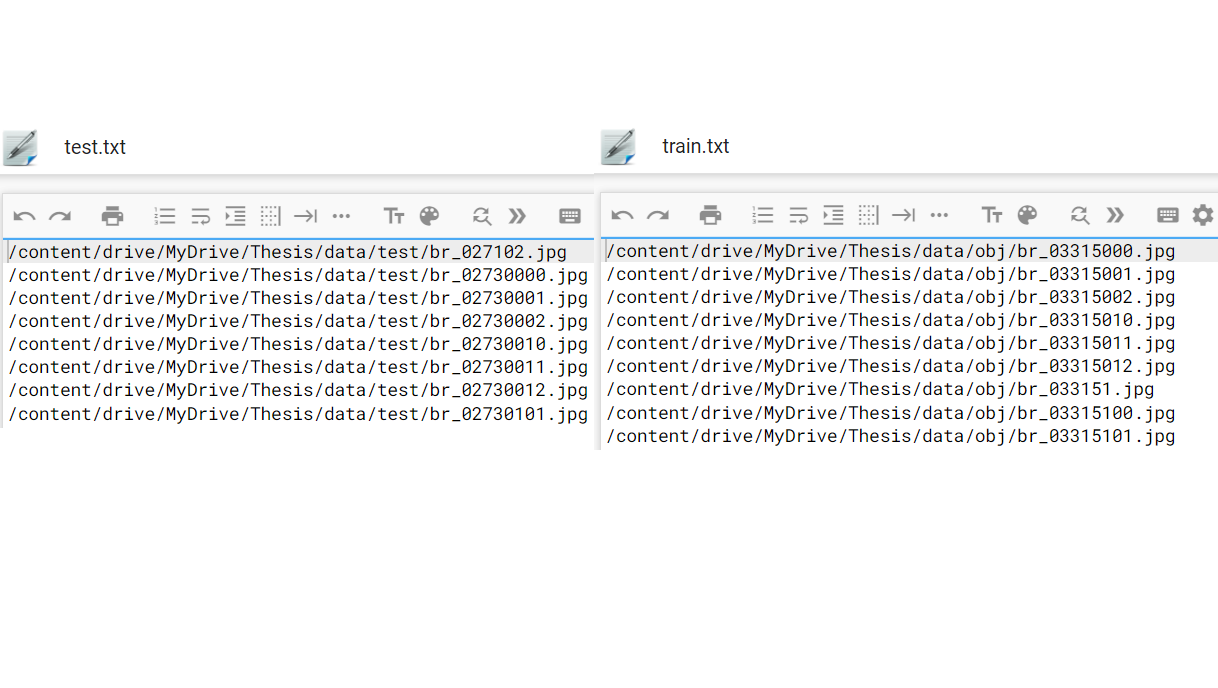 test.txt
/content/drive/MyDrive/Thesis/data/test/br_027102.jpg
/content/drive/MyDrive/Thesis/data/test/br_02730000.jpg
/content/drive/MyDrive/Thesis/data/test/br_02730001.jpg
/content/drive/MyDrive/Thesis/data/test/br_02730002.jpg
/content/drive/MyDrive/Thesis/data/test/br_02730010.jpg
/content/drive/MyDrive/Thesis/data/test/br_02730011.jpg
/content/drive/MyDrive/Thesis/data/test/br_02730012.jpg
/content/drive/MyDrive/Thesis/data/test/br_02730101.jpg
train.txt
/content/drive/MyDrive/Thesis/data/obj/br_03315000.jpg
/content/drive/MyDrive/Thesis/data/obj/br_03315001.jpg
/content/drive/MyDrive/Thesis/data/obj/br_03315002.jpg
/content/drive/MyDrive/Thesis/data/obj/br_03315010.jpg
/content/drive/MyDrive/Thesis/data/obj/br_03315011.jpg
/content/drive/MyDrive/Thesis/data/obj/br_03315012.jpg
/content/drive/MyDrive/Thesis/data/obj/br_033151.jpg
/content/drive/MyDrive/Thesis/data/obj/br_03315100.jpg
/content/drive/MyDrive/Thesis/data/obj/br_03315101.jpg